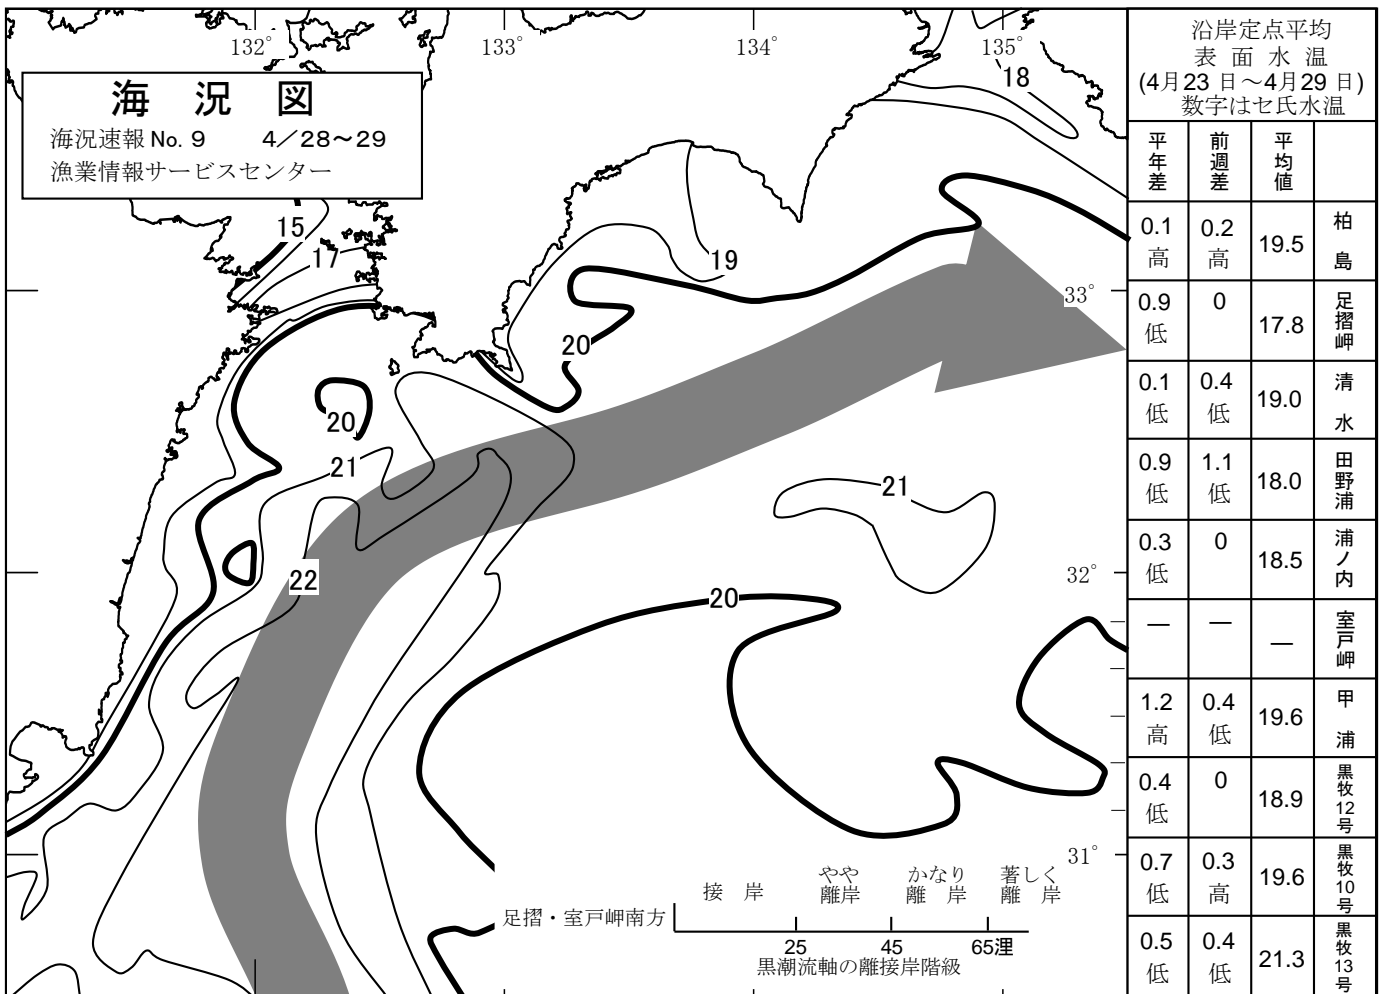 海 況 図
海況速報 No. 9 4／28～29
漁業情報サービスセンター
132°
133°
134°
135°
18
15
17
19
20
20
21
21
22
20
33°
32°
31°
接 岸
やや
離岸
かなり
離 岸
著しく
離 岸
足摺・室戸岬南方
25 45 65浬
黒潮流軸の離接岸階級
沿岸定点平均
表 面 水 温
(4月23 日～4月29 日)
数字はセ氏水温
平年差 前週差 平均値
0.1高 0.2高 19.5 柏島
0.9低 0 17.8 足摺岬
0.1低 0.4低 19.0 清水
0.9低 1.1低 18.0 田野浦
0.3低 0 18.5 浦ノ内
— — — 室戸岬
1.2高 0.4低 19.6 甲浦
0.4低 0 18.9 黒牧12号
0.7低 0.3高 19.6 黒牧10号
0.5低 0.4低 21.3 黒牧13号